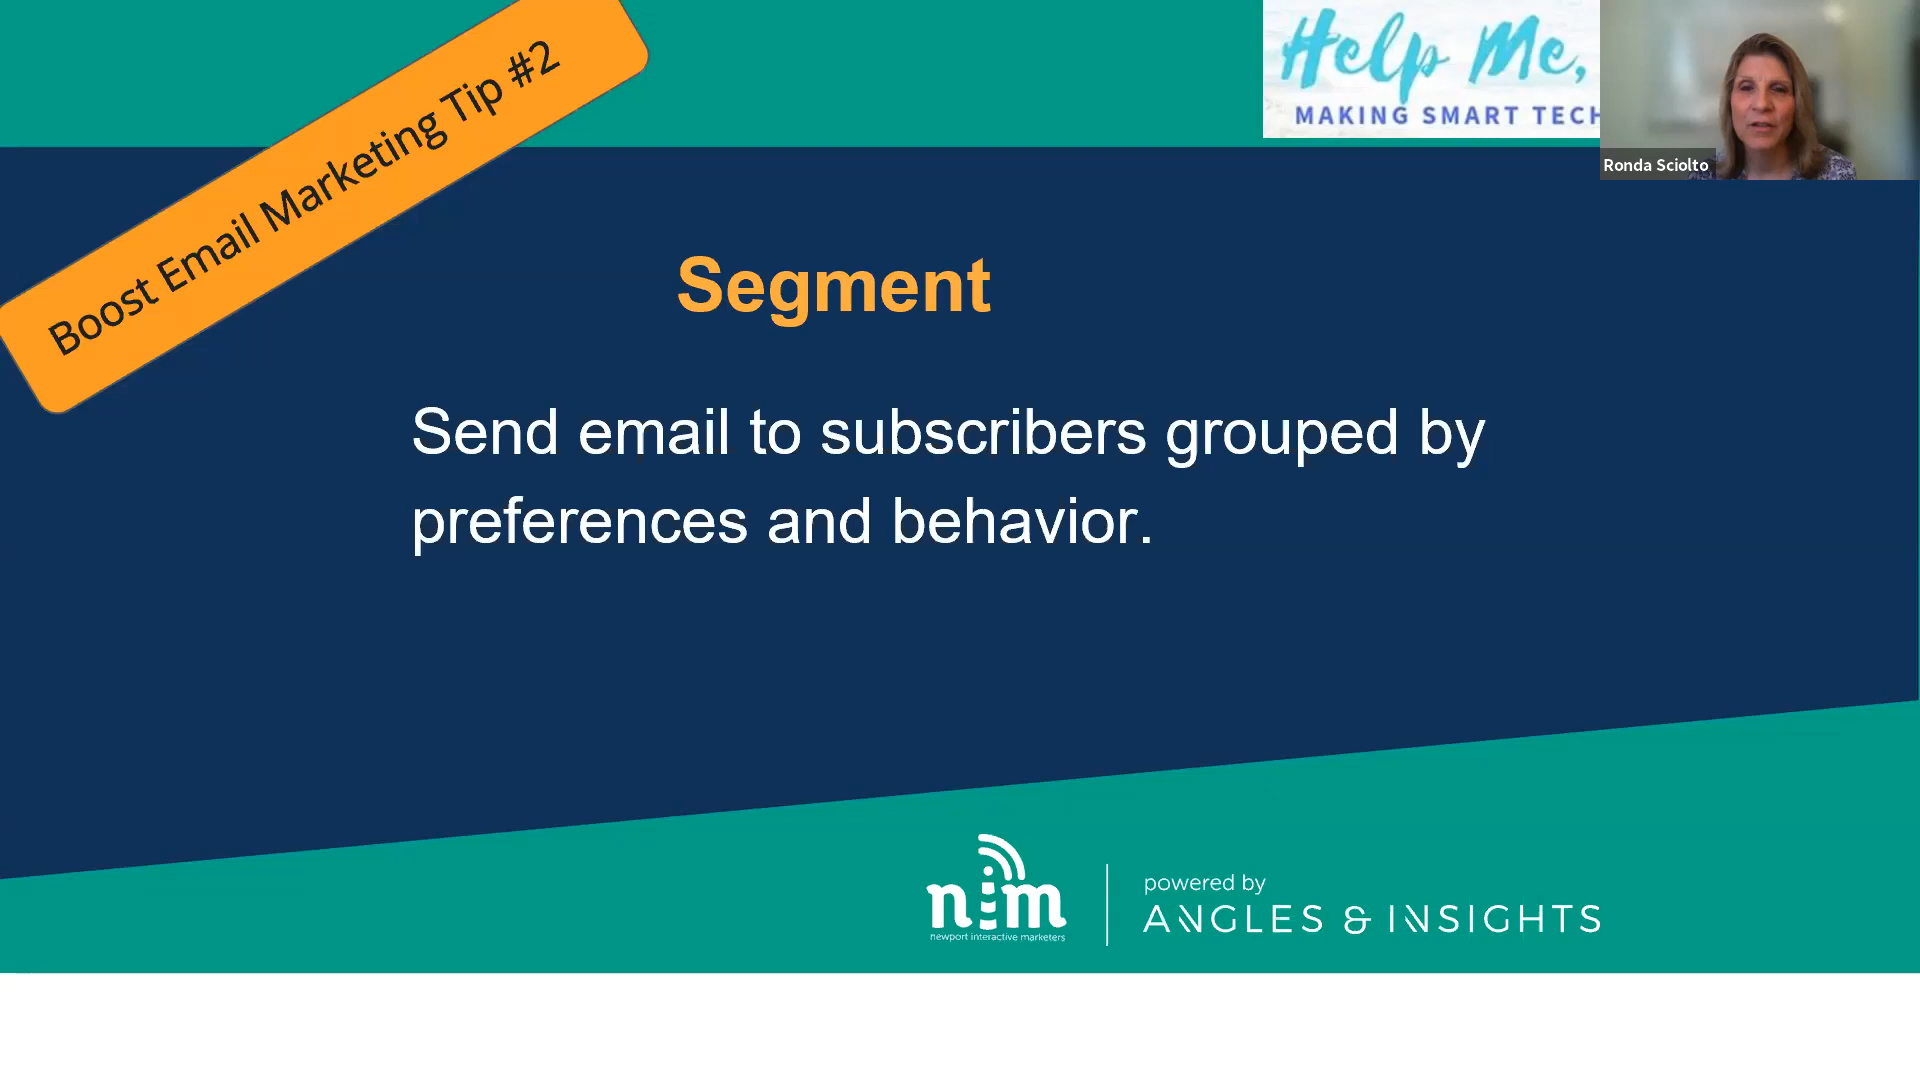 Boost Email Marketing Tip #2
Help Me,
MAKING SMART TECH
Ronda Sciolto
Segment
Send email to subscribers grouped by
preferences and behavior.
nim
newport interactive marketers
powered by
ANGLES & INSIGHTS